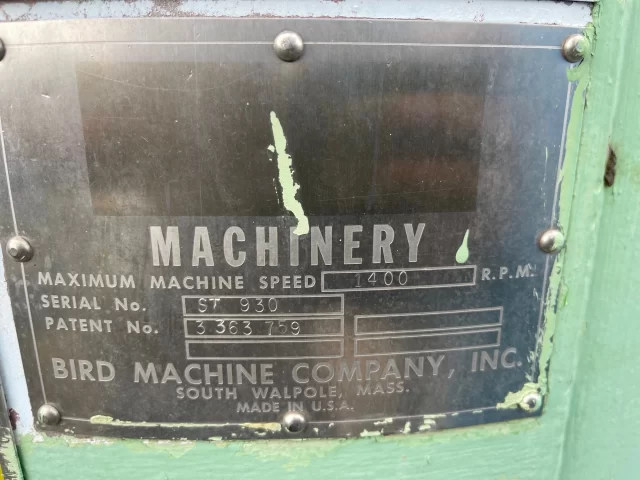 MACHINERY
MAXIMUM MACHINE SPEED 1400 R.P.M.
SERIAL No. ST 930
PATENT No. 3 363 759
BIRD MACHINE COMPANY, INC.
SOUTH WALPOLE, MASS.
MADE IN U.S.A.